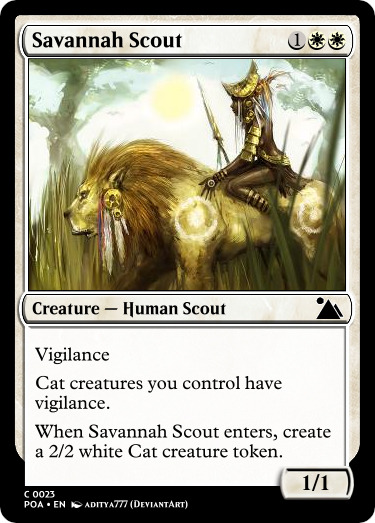 Savannah Scout 1
Creature — Human Scout
Vigilance
Cat creatures you control have
vigilance.
When Savannah Scout enters, create
a 2/2 white Cat creature token.
1/1
C 0023
POA • EN aditya777 (DeviantArt)